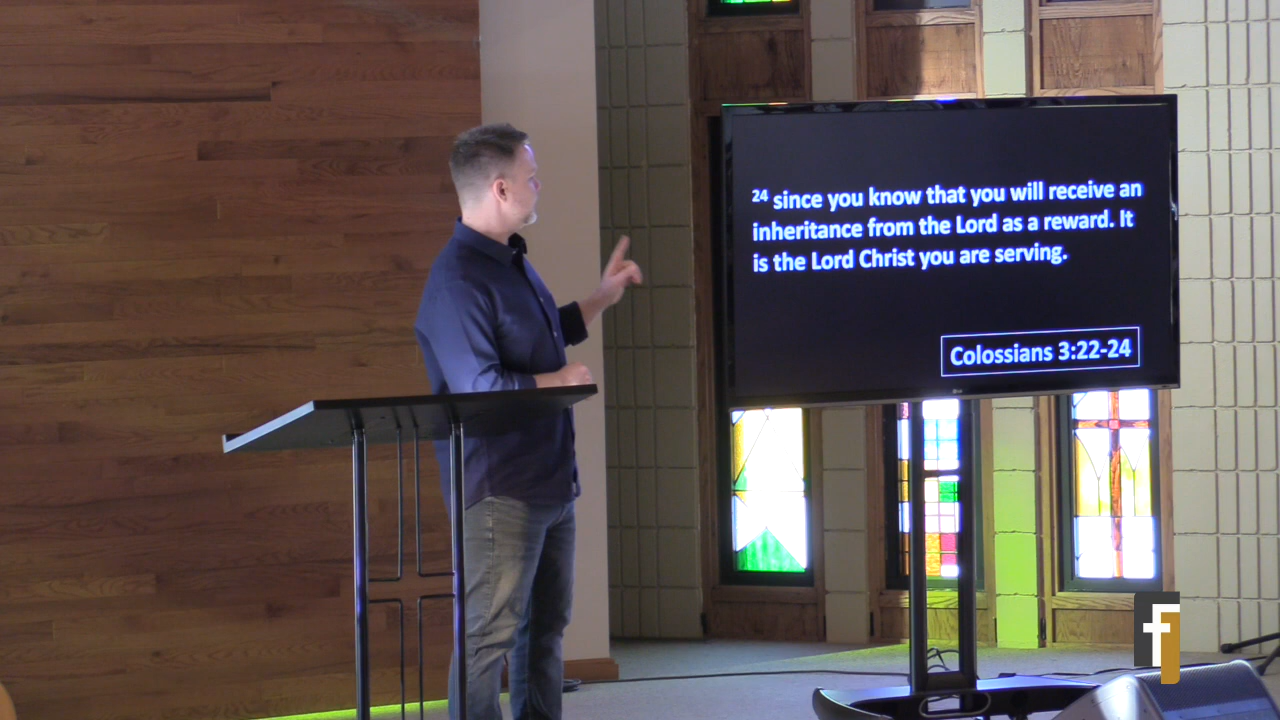 24 since you know that you will receive an
inheritance from the Lord as a reward. It
is the Lord Christ you are serving.
Colossians 3:22-24